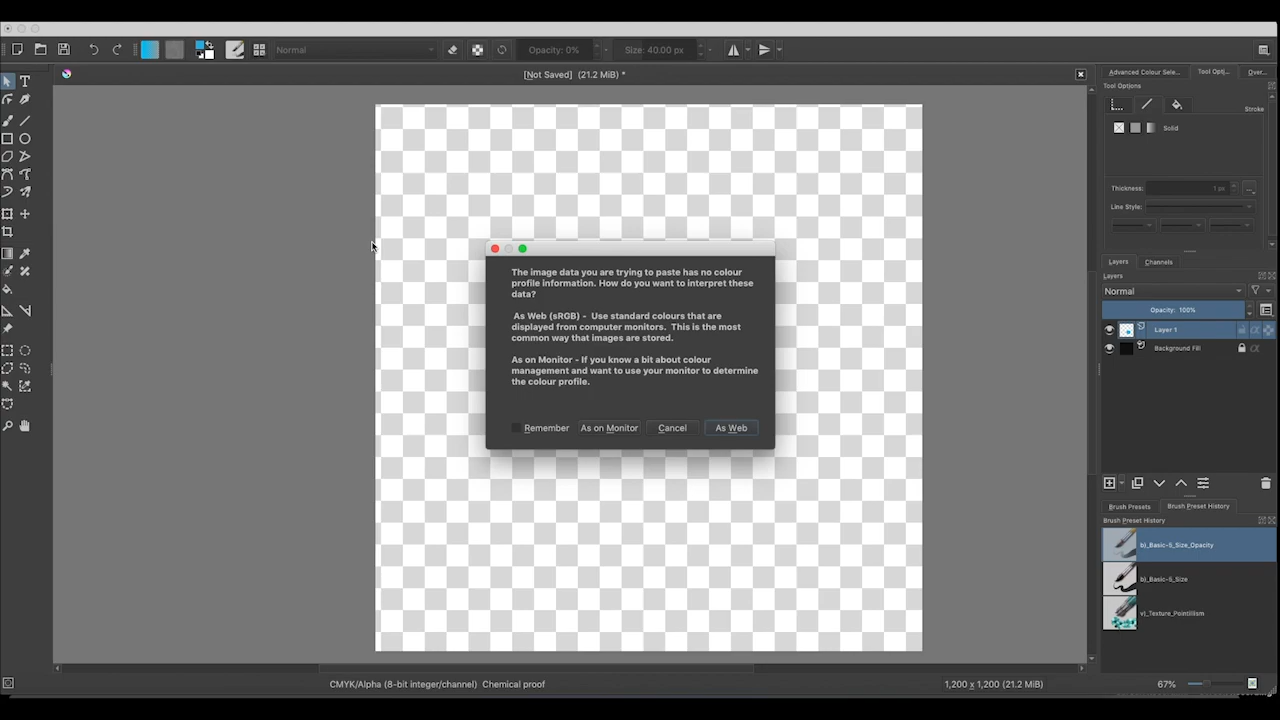 Normal
Opacity: 0%
Size: 40.00 px
[Not Saved] (21.2 MiB) *
Advanced Colour Sele...
Tool Opti...
Over...
Tool Options
Stroke
Solid
Thickness:
1 px
...
Line Style:
The image data you are trying to paste has no colour
profile information. How do you want to interpret these
data?
As Web (sRGB) - Use standard colours that are
displayed from computer monitors. This is the most
common way that images are stored.
As on Monitor - If you know a bit about colour
management and want to use your monitor to determine
the colour profile.
Remember
As on Monitor
Cancel
As Web
Layers
Channels
Layers
Normal
Opacity: 100%
Layer 1
Background Fill
Brush Presets
Brush Preset History
Brush Preset History
b)_Basic-5_Size_Opacity
b)_Basic-5_Size
v)_Texture_Pointillism
CMYK/Alpha (8-bit integer/channel) Chemical proof
1,200 x 1,200 (21.2 MiB)
67%